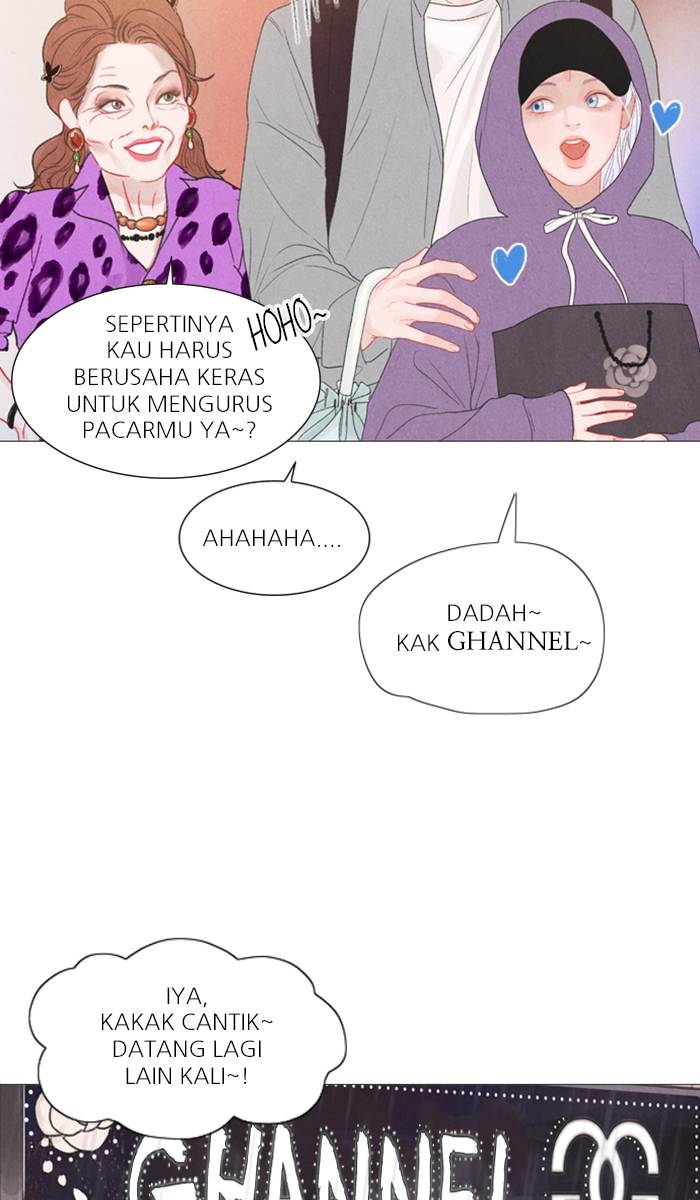 SEPERTINYA
KAU HARUS
BERUSAHA KERAS
UNTUK MENGURUS
PACARMU YA~?
HOHO~
AHAHAHA....
DADAH~
KAK GHANNEL~
IYA,
KAKAK CANTIK~
DATANG LAGI
LAIN KALI~!
GHANNEL